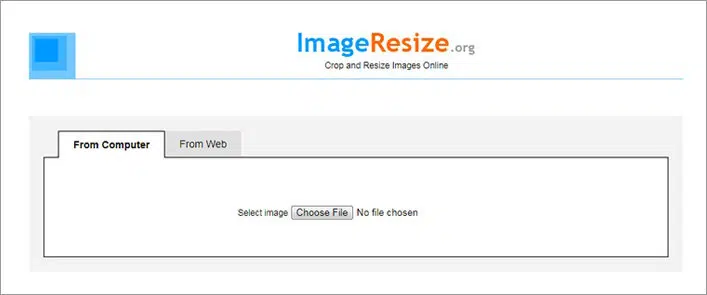 ImageResize.org
Crop and Resize Images Online
From Computer From Web
Select image Choose File No file chosen